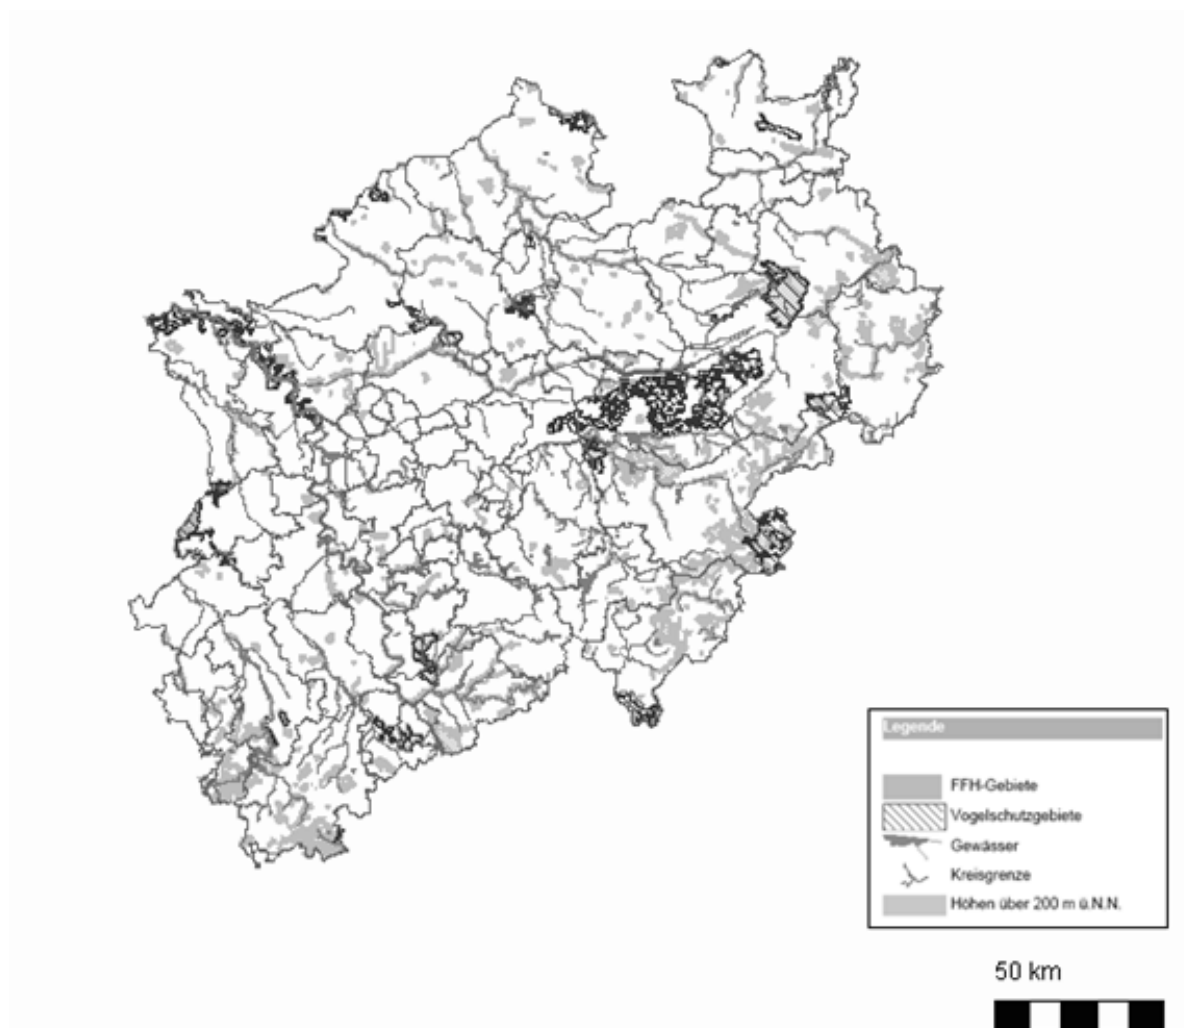 Legende
FFH-Gebiete
Vogelschutzgebiete
Gewässer
Kreisgrenze
Höhen über 200 m ü.N.N.
50 km